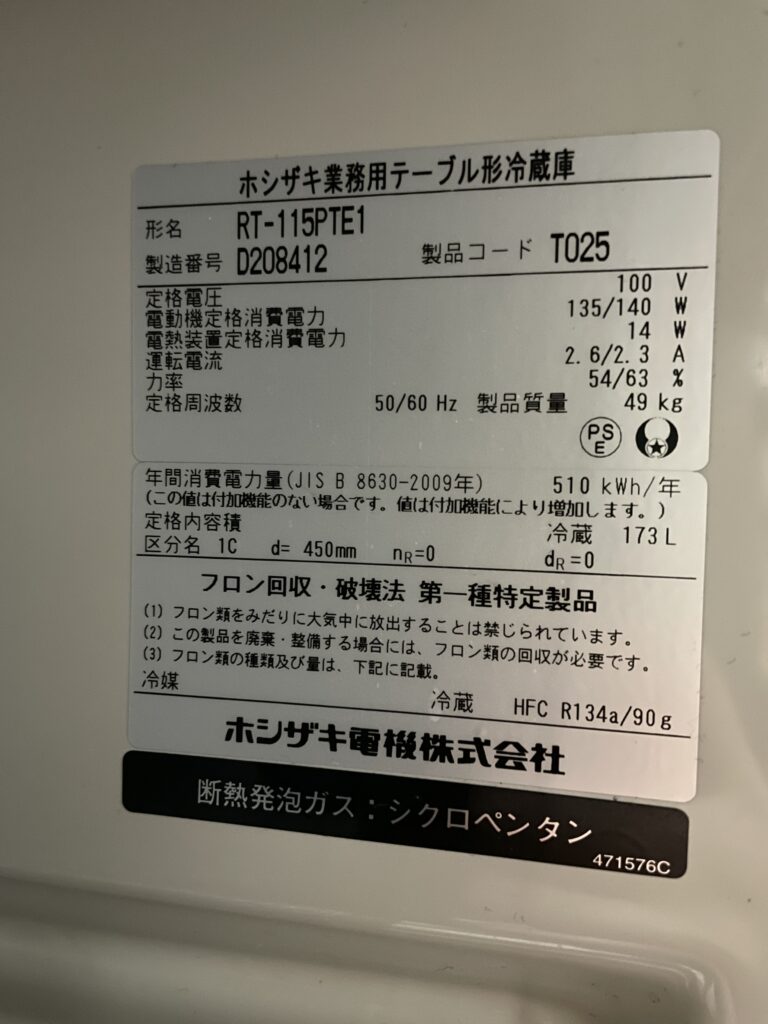 ホシザキ業務用テーブル形冷蔵庫
形名 RT-115PTE1
製造番号 D208412 製品コード T025
定格電圧 100 V
電動機定格消費電力 135/140 W
電熱装置定格消費電力 14 W
運転電流 2.6/2.3 A
力率 54/63 %
定格周波数 50/60 Hz 製品質量 49 kg
PSE
年間消費電力量(JIS B 8630-2009年) 510 kWh/年
(この値は付加機能のない場合です。値は付加機能により増加します。)
定格内容積 冷蔵 173L
区分名 1C d= 450mm nR=0 dR=0
フロン回収・破壊法 第一種特定製品
(1) フロン類をみだりに大気中に放出することは禁じられています。
(2) この製品を廃棄・整備する場合には、フロン類の回収が必要です。
(3) フロン類の種類及び量は、下記に記載。
冷媒 冷蔵 HFC R134a/90g
ホシザキ電機株式会社
断熱発泡ガス：シクロペンタン
471576C